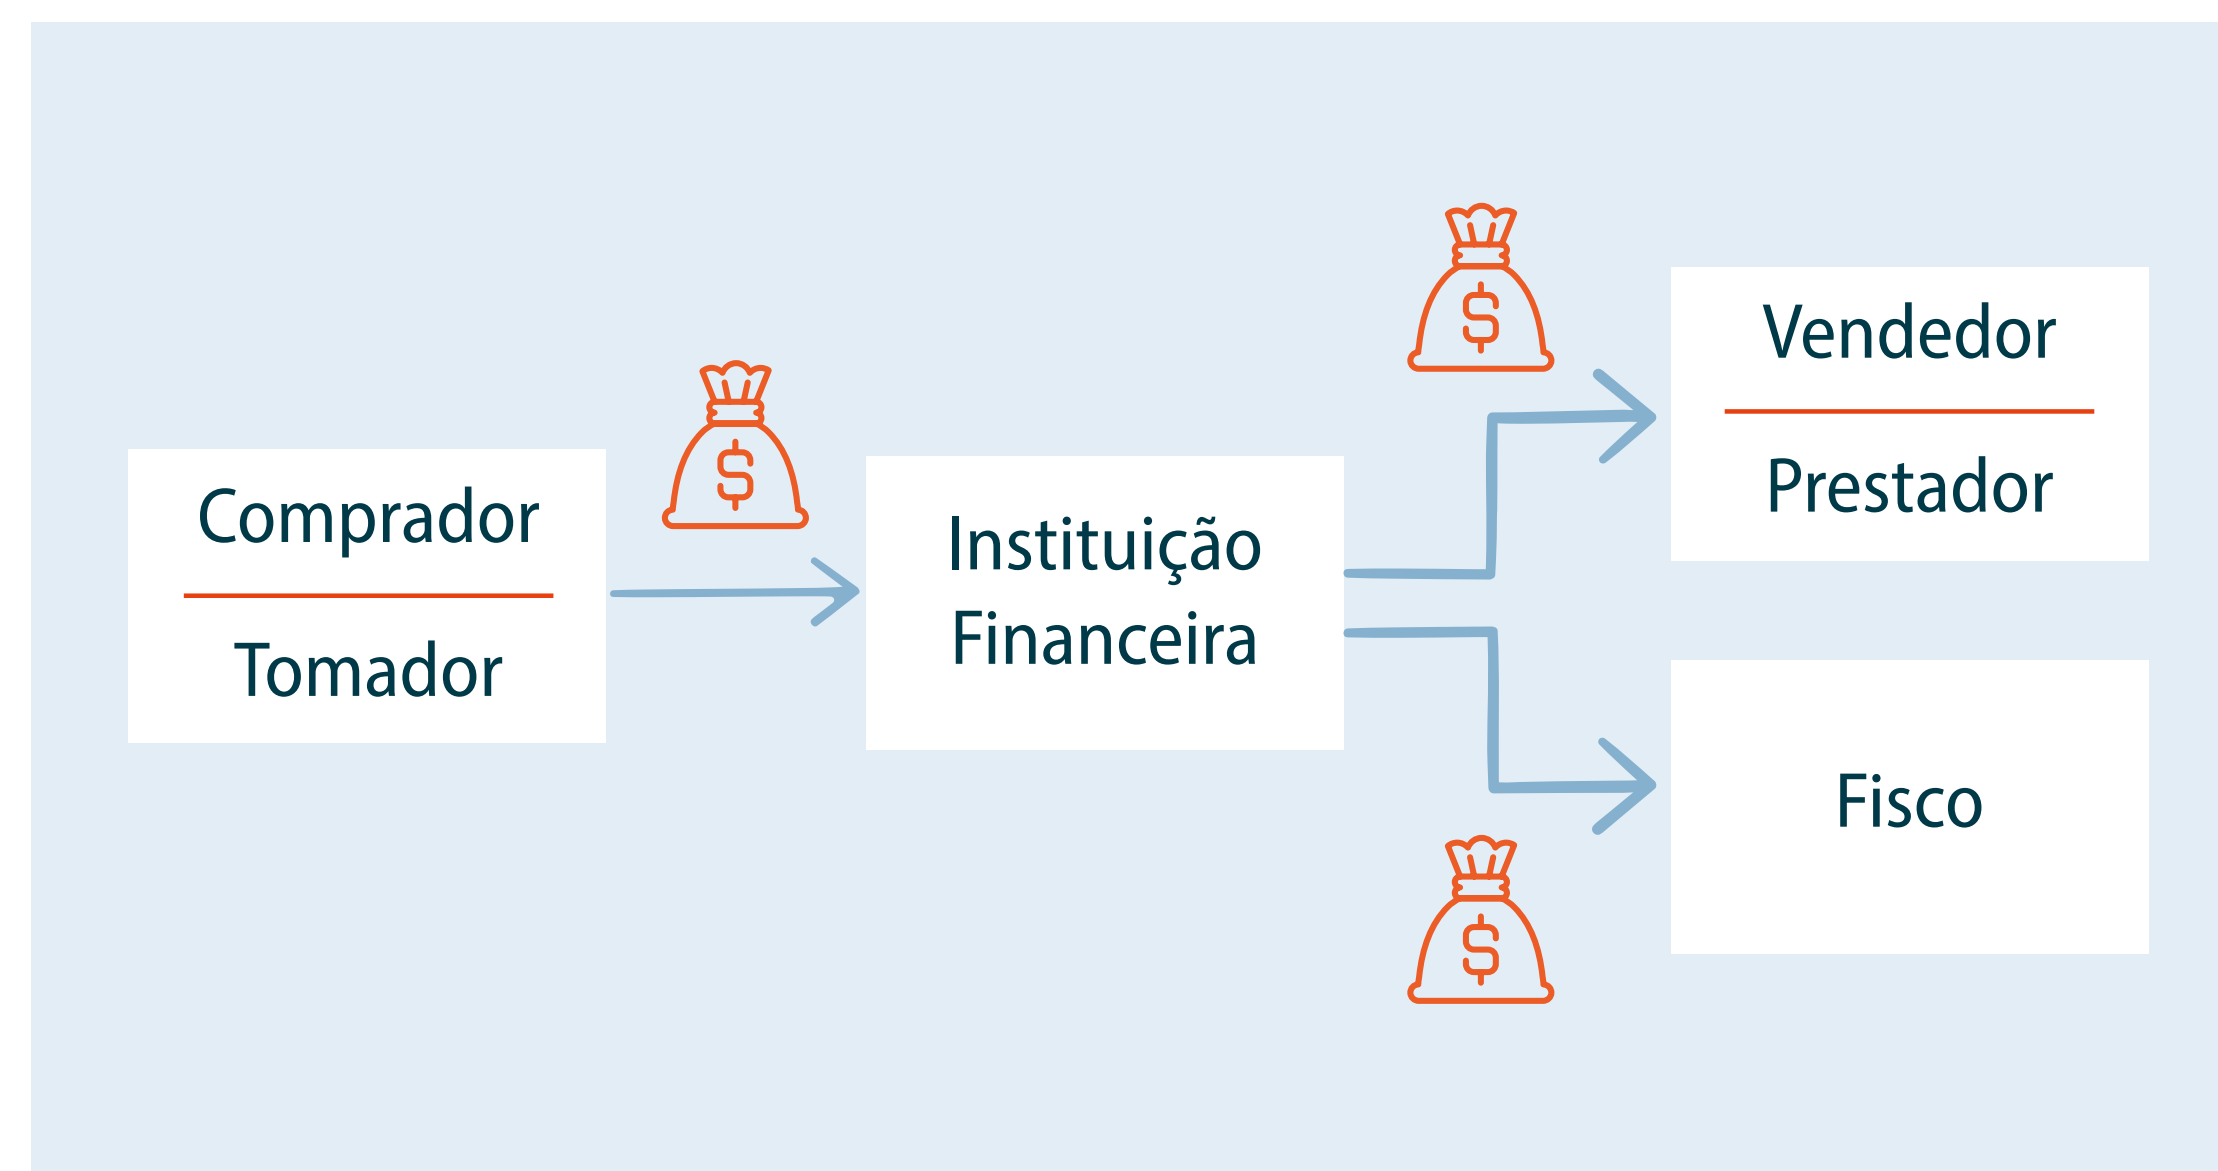 Comprador
Tomador
$
Instituição
Financeira
$
Vendedor
Prestador
$
Fisco